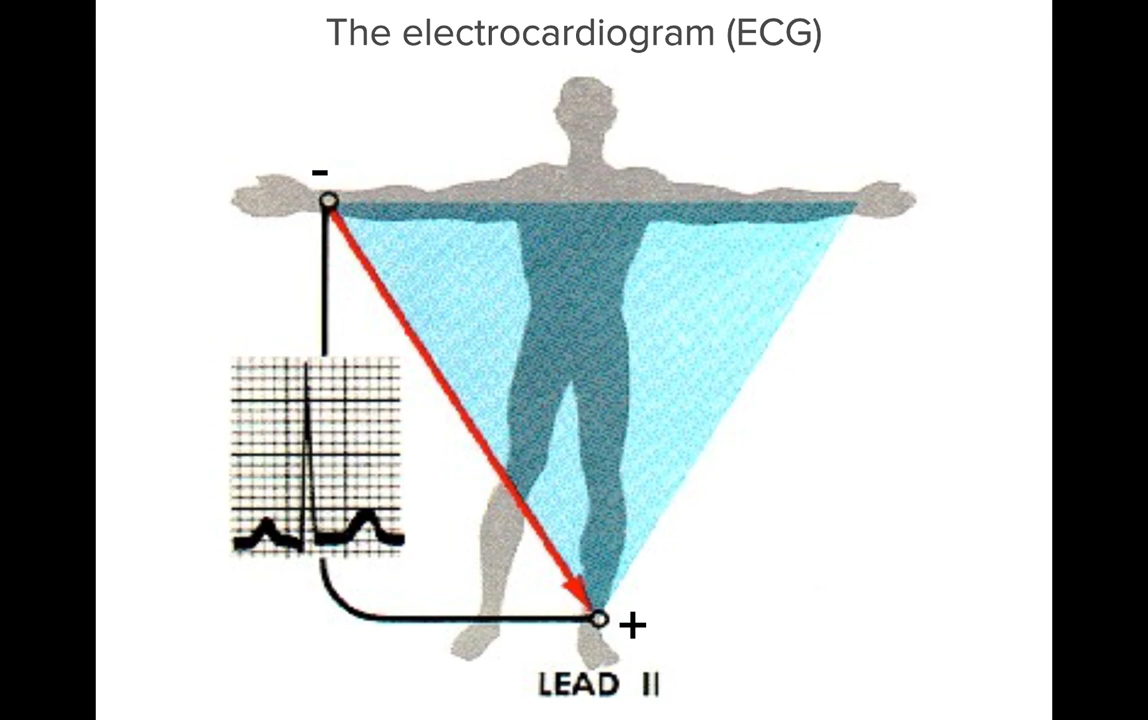 The electrocardiogram (ECG)
-
+
LEAD II